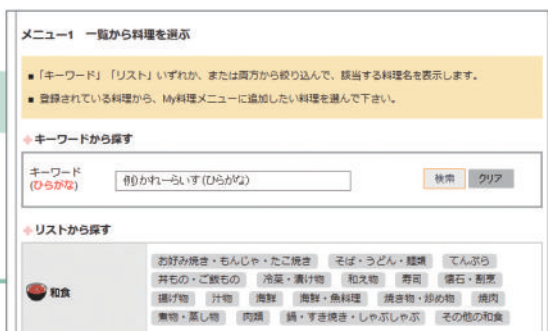 メニュー1 一覧から料理を選ぶ
■「キーワード」「リスト」いずれか、または両方から絞り込んで、該当する料理名を表示します。
■ 登録されている料理から、My料理メニューに追加したい料理を選んで下さい。
キーワードから探す
キーワード
(ひらがな)
例)かれーらいす(ひらがな)
検索 クリア
リストから探す
和食
お好み焼き・もんじゃ・たこ焼き そば・うどん・麺類 てんぷら
丼もの・ご飯もの 冷菜・漬け物 和え物 寿司 懐石・割烹
揚げ物 汁物 海鮮 海鮮・魚料理 焼き物・炒め物 焼肉
煮物・蒸し物 肉類 鍋・すき焼き・しゃぶしゃぶ その他の和食